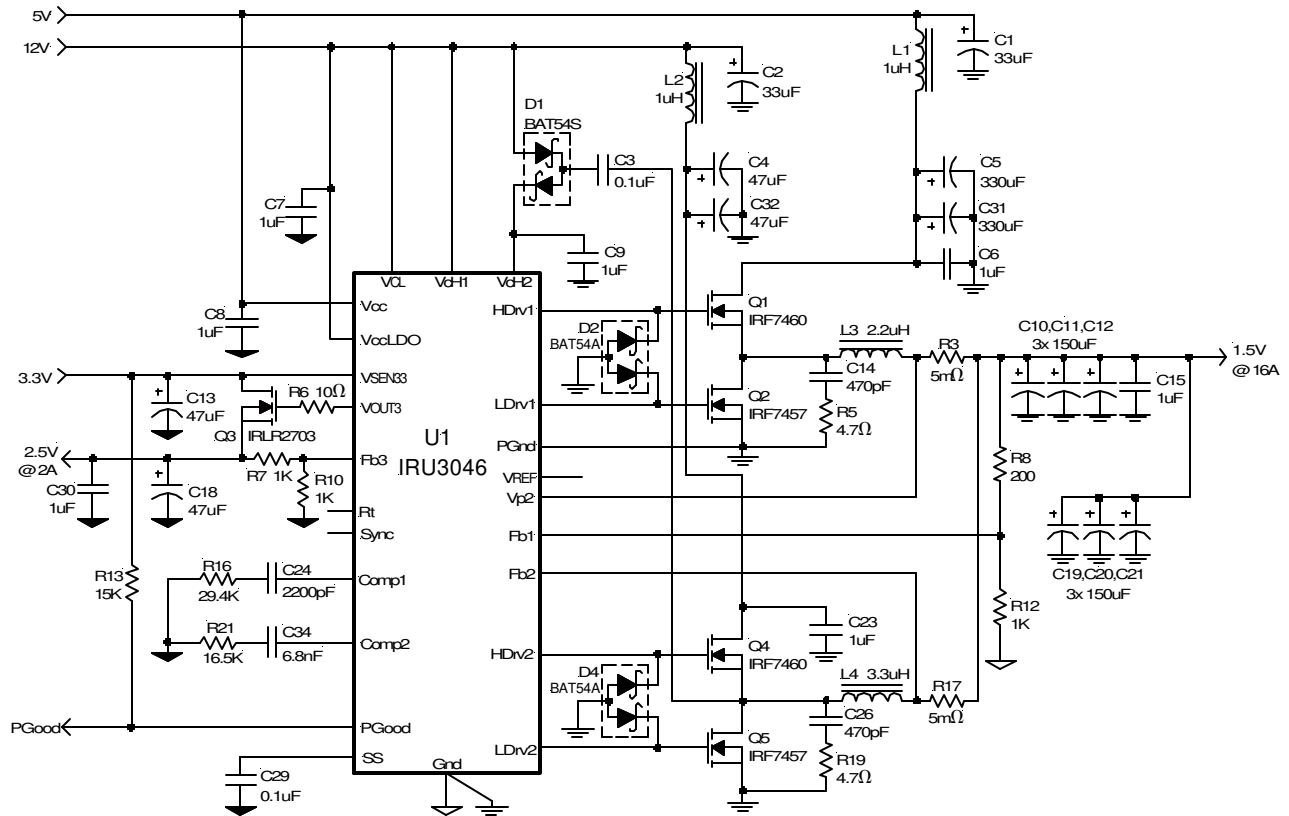 5V
12V
L1
1uH
C1
33uF
L2
1uH
C2
33uF
D1
BAT54S
C3
0.1uF
C4
47uF
C32
47uF
C5
330uF
C31
330uF
C6
1uF
C7
1uF
C9
1uF
C8
1uF
VCL
VcH1
VcH2
Vcc
VccLDO
VSEN33
VOUT3
Fb3
Rt
Sync
Comp1
Comp2
PGood
SS
Gnd
U1
IRU3046
HDrv1
LDrv1
PGnd
VREF
Vp2
Fb1
Fb2
HDrv2
LDrv2
D2
BAT54A
Q1
IRF7460
Q2
IRF7457
L3 2.2uH
R3
5mΩ
C10,C11,C12
3x 150uF
1.5V
@ 16A
C14
470pF
C15
1uF
R5
4.7Ω
3.3V
C13
47uF
R6 10Ω
Q3
IRLR2703
2.5V
@ 2A
R7 1K
R10
1K
C30
1uF
C18
47uF
R8
200
C19,C20,C21
3x 150uF
R13
15K
R16
29.4K
C24
2200pF
R21
16.5K
C34
6.8nF
R12
1K
C23
1uF
Q4
IRF7460
D4
BAT54A
L4 3.3uH
R17
5mΩ
C26
470pF
Q5
IRF7457
R19
4.7Ω
PGood
C29
0.1uF